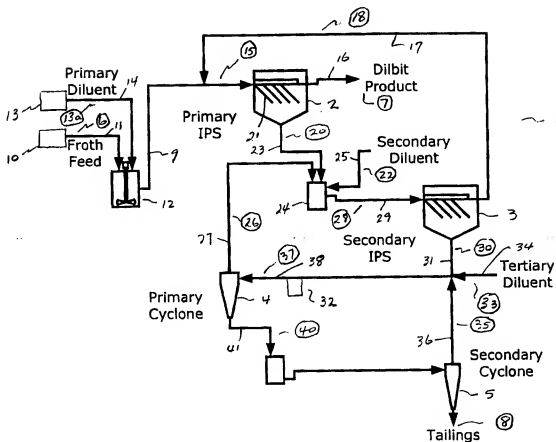 18
17
15
16
Primary
Diluent
14
13
13a
Dilbit
Product
7
2
6
11
10
Froth
Feed
9
12
21
Primary
IPS
20
23
25
Secondary
Diluent
22
24
26
28
29
3
Secondary
IPS
27
30
31
34
37
38
Tertiary
Diluent
33
32
Primary
Cyclone
4
35
36
40
41
Secondary
Cyclone
5
8
Tailings